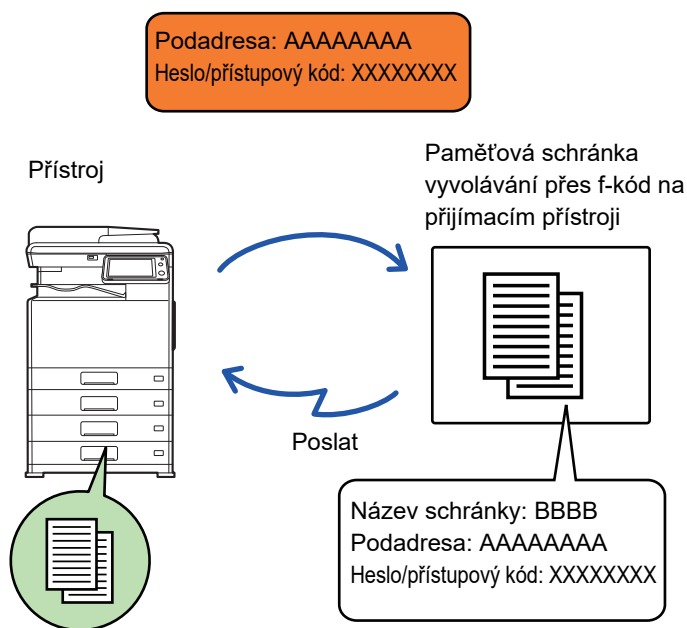 Podadresa: AAAAAAAA
Heslo/přístupový kód: XXXXXXXX
Přístroj
Paměťová schránka
vyvolávání přes f-kód na
přijímacím přístroji
Poslat
Název schránky: BBBB
Podadresa: AAAAAAAA
Heslo/přístupový kód: XXXXXXXX